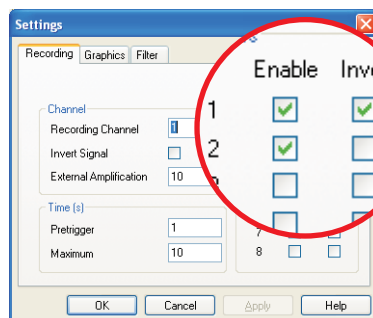 Settings
Recording Graphics Filter
Enable Inv
Channel
Recording Channel 1
1
Invert Signal
2
External Amplification 10
Time (s)
Pretrigger 1
7
Maximum 10
8
OK Cancel Apply Help